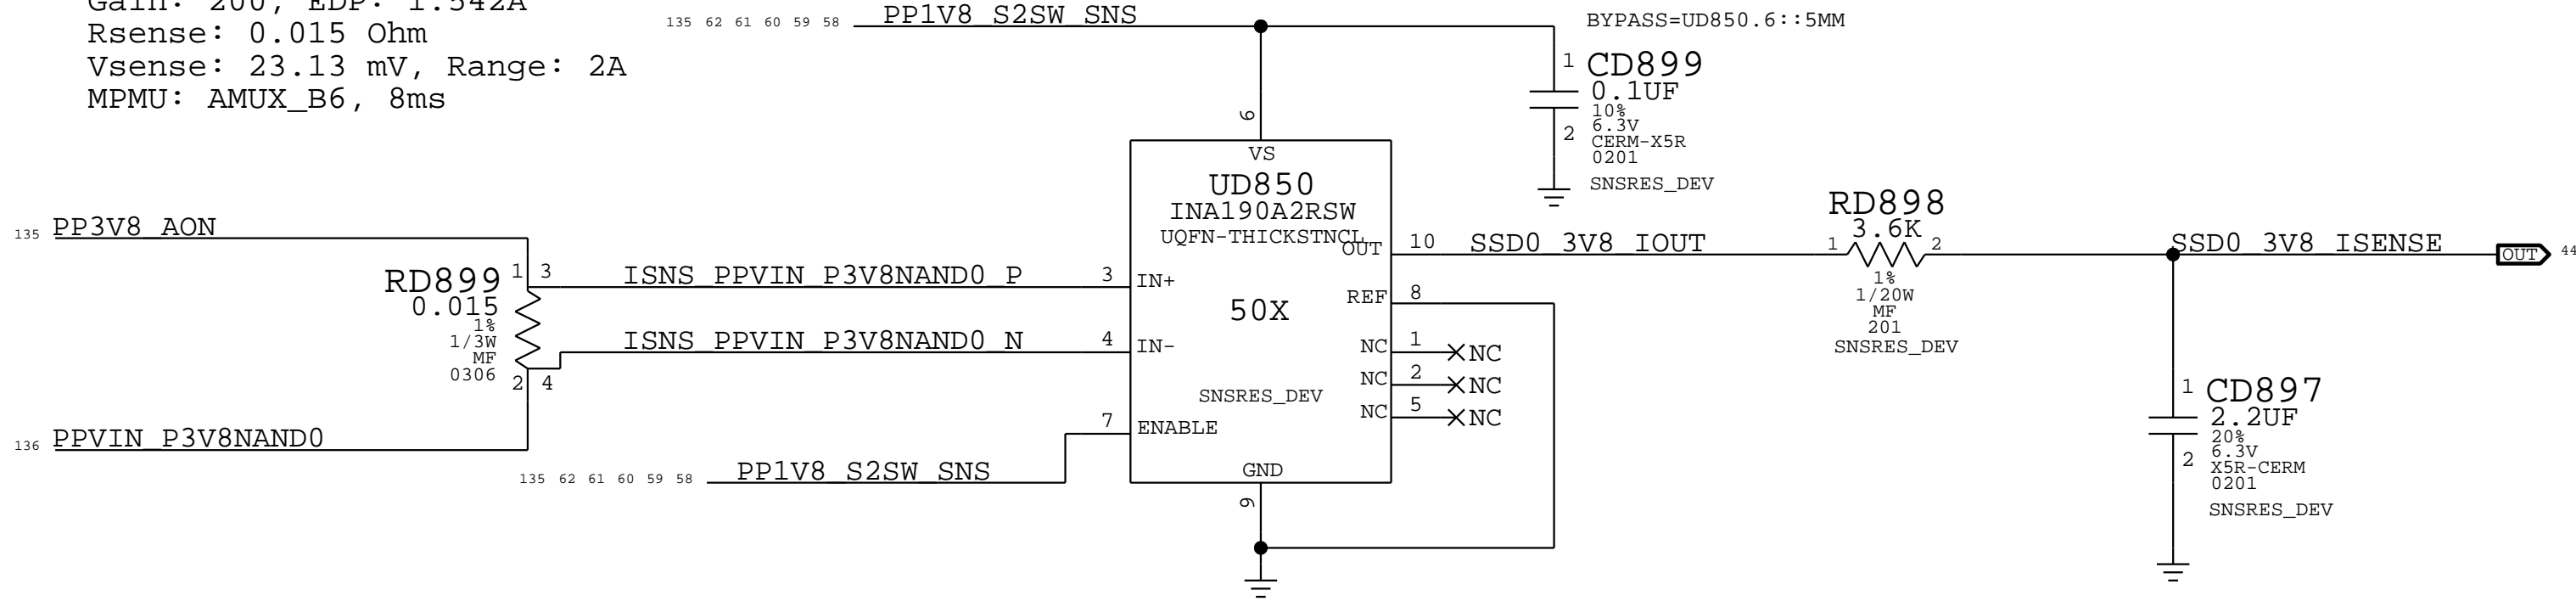 Gain: 200, EDP: 1.542A
Rsense: 0.015 Ohm
Vsense: 23.13 mV, Range: 2A
MPMU: AMUX_B6, 8ms
135 62 61 60 59 58 PP1V8_S2SW_SNS
BYPASS=UD850.6::5MM
1 CD899
0.1UF
10%
6.3V
2
CERM-X5R
0201
SNSRES_DEV
6
VS
UD850
INA190A2RSW
UQFN-THICKSTNCL
50X
SNSRES_DEV
135 PP3V8_AON
RD899
0.015
1%
1/3W
MF
0306
1 3
2 4
ISNS_PPVIN_P3V8NAND0_P 3 IN+
ISNS_PPVIN_P3V8NAND0_N 4 IN-
136 PPVIN_P3V8NAND0
7 ENABLE
135 62 61 60 59 58 PP1V8_S2SW_SNS
GND
9
OUT 10 SSD0_3V8_IOUT
REF 8
NC 1 NC
NC 2 NC
NC 5 NC
RD898
3.6K
1 2
1%
1/20W
MF
201
SNSRES_DEV
SSD0_3V8_ISENSE OUT 44
1 CD897
2.2UF
20%
6.3V
2
X5R-CERM
0201
SNSRES_DEV